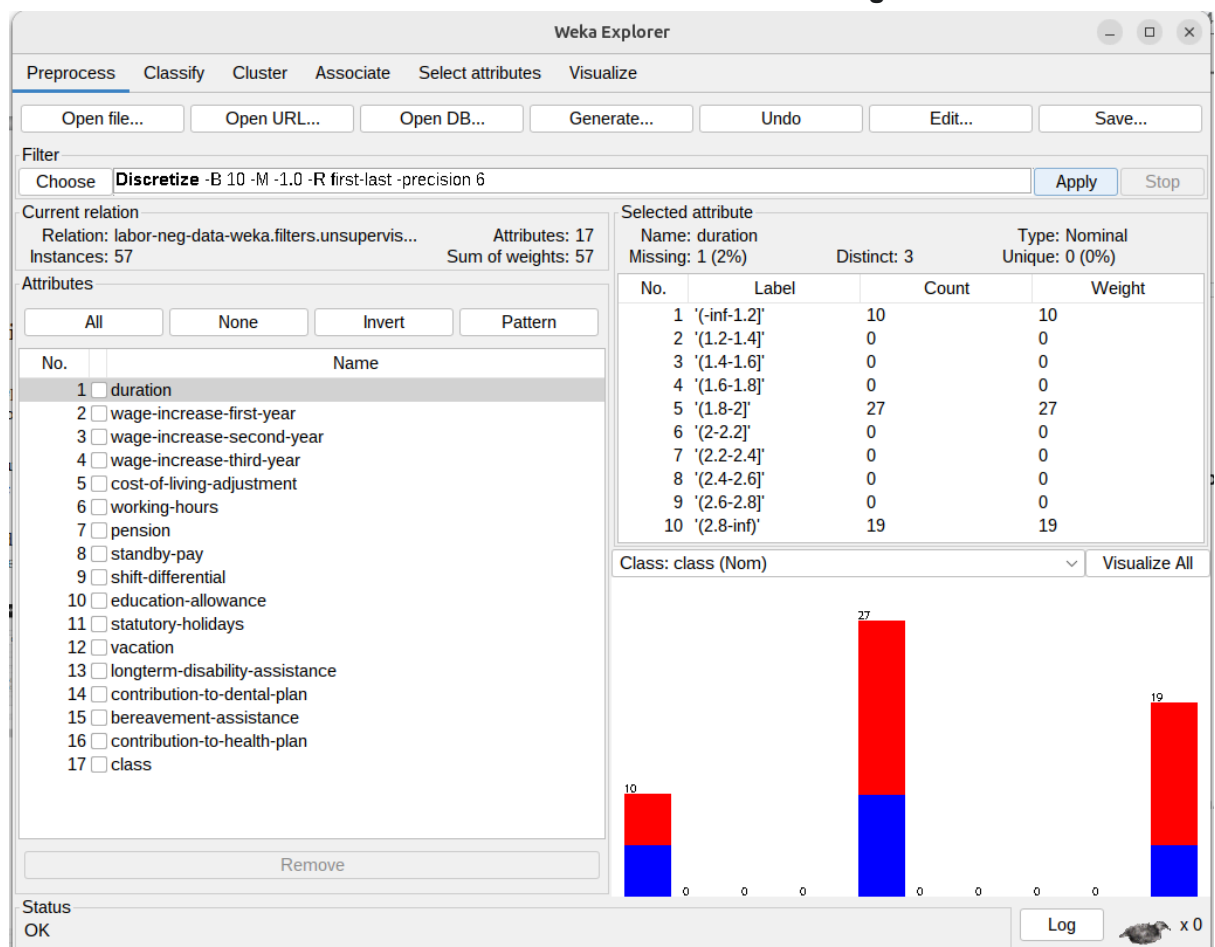 Weka Explorer
Preprocess Classify Cluster Associate Select attributes Visualize
Open file... Open URL... Open DB... Generate... Undo Edit... Save...
Filter
Choose Discretize -B 10 -M -1.0 -R first-last -precision 6 Apply Stop
Current relation
Relation: labor-neg-data-weka.filters.unsupervis... Attributes: 17
Instances: 57 Sum of weights: 57
Attributes
All None Invert Pattern
No. Name
1 duration
2 wage-increase-first-year
3 wage-increase-second-year
4 wage-increase-third-year
5 cost-of-living-adjustment
6 working-hours
7 pension
8 standby-pay
9 shift-differential
10 education-allowance
11 statutory-holidays
12 vacation
13 longterm-disability-assistance
14 contribution-to-dental-plan
15 bereavement-assistance
16 contribution-to-health-plan
17 class
Remove
Selected attribute
Name: duration Type: Nominal
Missing: 1 (2%) Distinct: 3 Unique: 0 (0%)
No. Label Count Weight
1 '(-inf-1.2]' 10 10
2 '(1.2-1.4]' 0 0
3 '(1.4-1.6]' 0 0
4 '(1.6-1.8]' 0 0
5 '(1.8-2]' 27 27
6 '(2-2.2]' 0 0
7 '(2.2-2.4]' 0 0
8 '(2.4-2.6]' 0 0
9 '(2.6-2.8]' 0 0
10 '(2.8-inf)' 19 19
Class: class (Nom) Visualize All
27
19
10
0 0 0 0 0 0 0
Status
OK
Log x 0